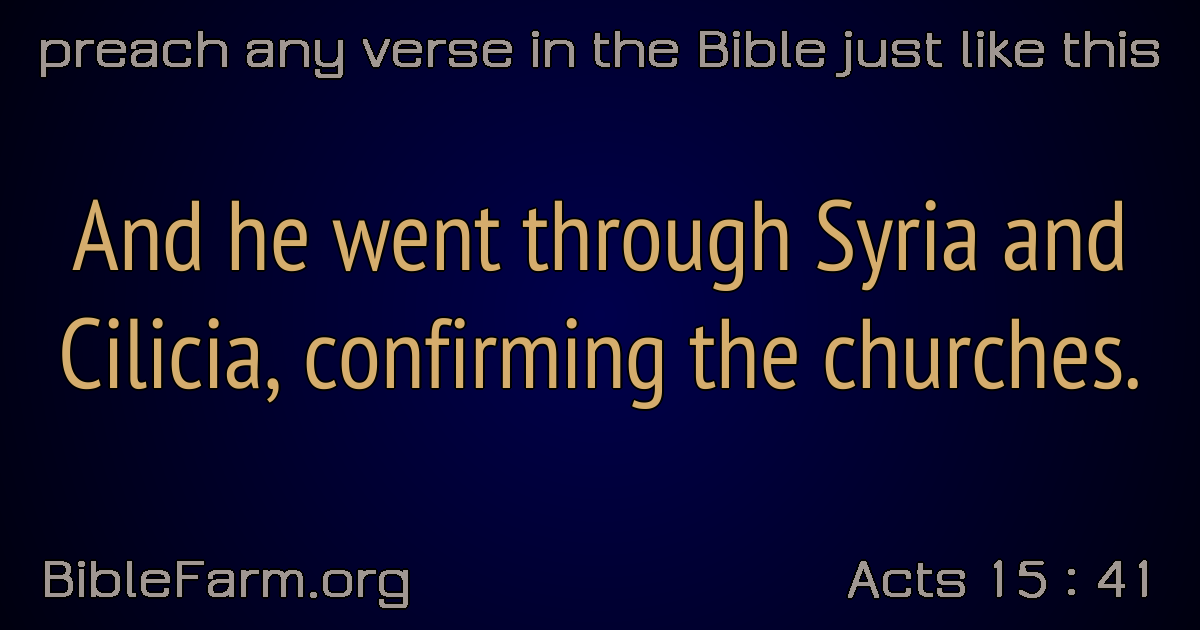 preach any verse in the Bible just like this
And he went through Syria and
Cilicia, confirming the churches.
BibleFarm.org
Acts 15 : 41